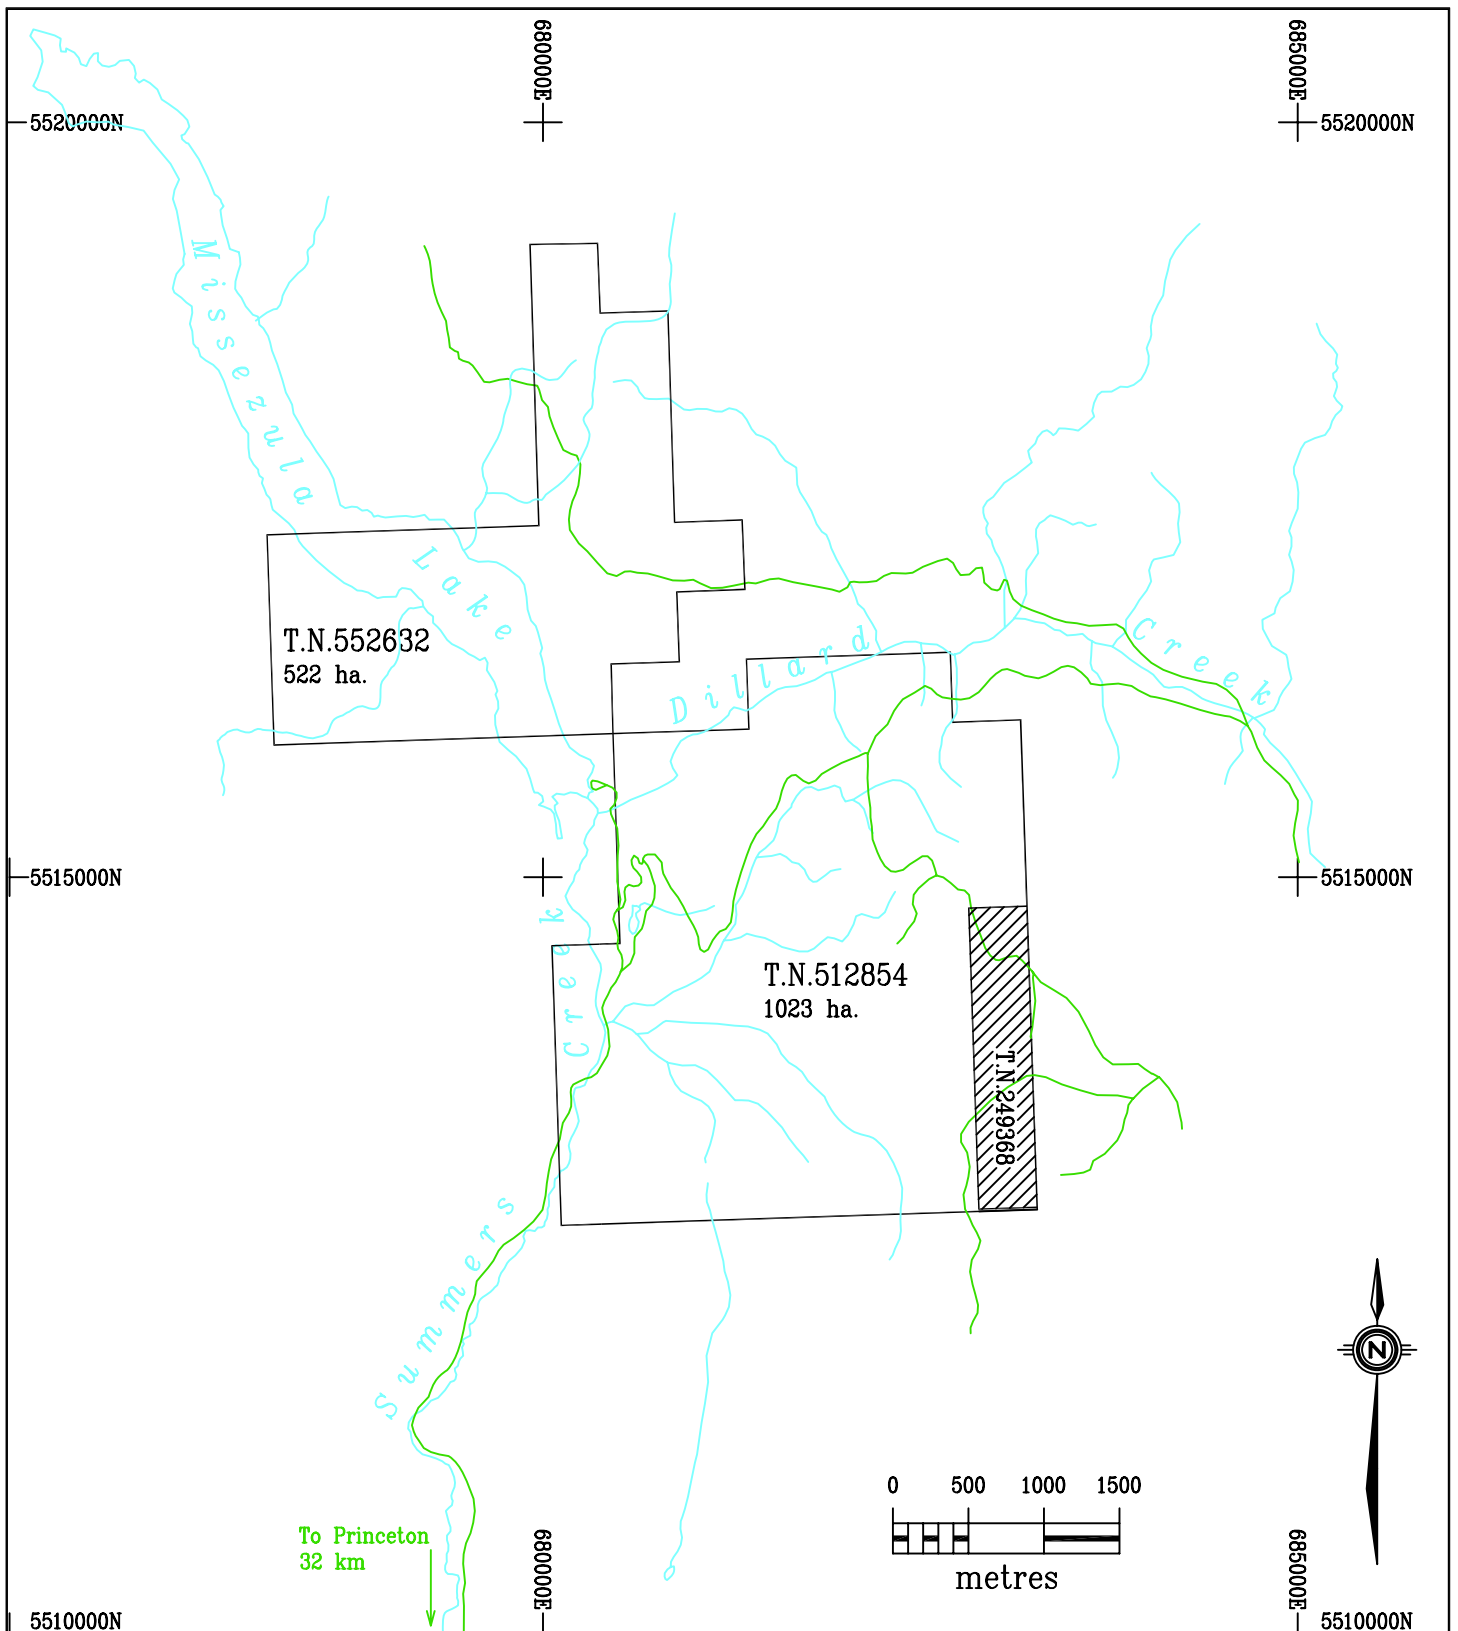 680000E
685000E
5520000N
5520000N
Missezula
Lake
T.N.552632
522 ha.
Dillard
Creek
5515000N
5515000N
Creek
T.N.512854
1023 ha.
T.N.249368
Summers
N
0 500 1000 1500
metres
To Princeton
32 km
680000E
685000E
5510000N
5510000N